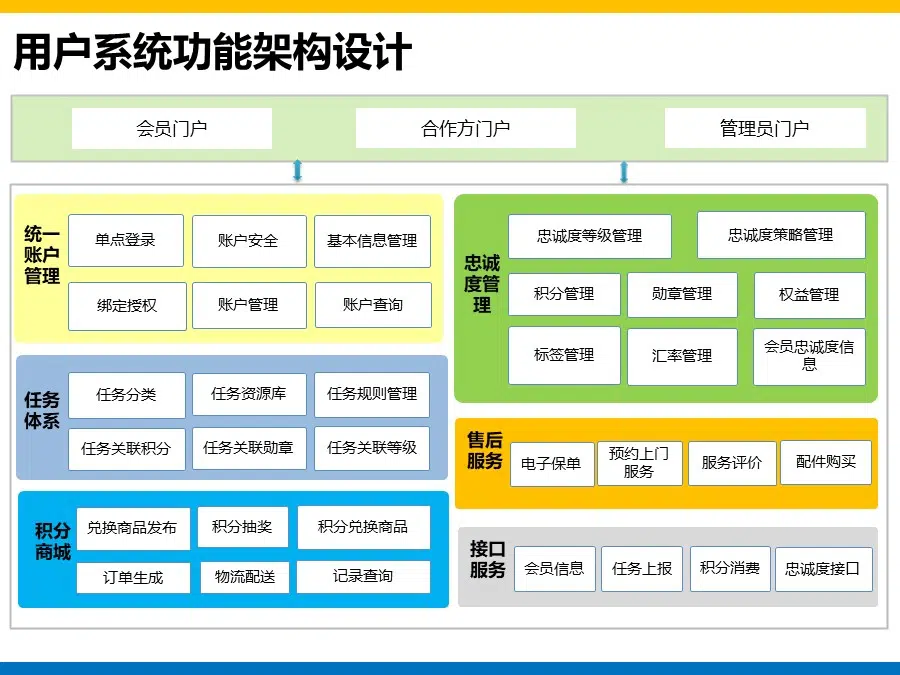 用户系统功能架构设计
会员门户
合作方门户
管理员门户
统一
账户
管理
单点登录
账户安全
基本信息管理
绑定授权
账户管理
账户查询
忠诚
度管
理
忠诚度等级管理
忠诚度策略管理
积分管理
勋章管理
权益管理
标签管理
汇率管理
会员忠诚度信
息
任务
体系
任务分类
任务资源库
任务规则管理
任务关联积分
任务关联勋章
任务关联等级
售后
服务
电子保单
预约上门
服务
服务评价
配件购买
积分
商城
兑换商品发布
积分抽奖
积分兑换商品
订单生成
物流配送
记录查询
接口
服务
会员信息
任务上报
积分消费
忠诚度接口